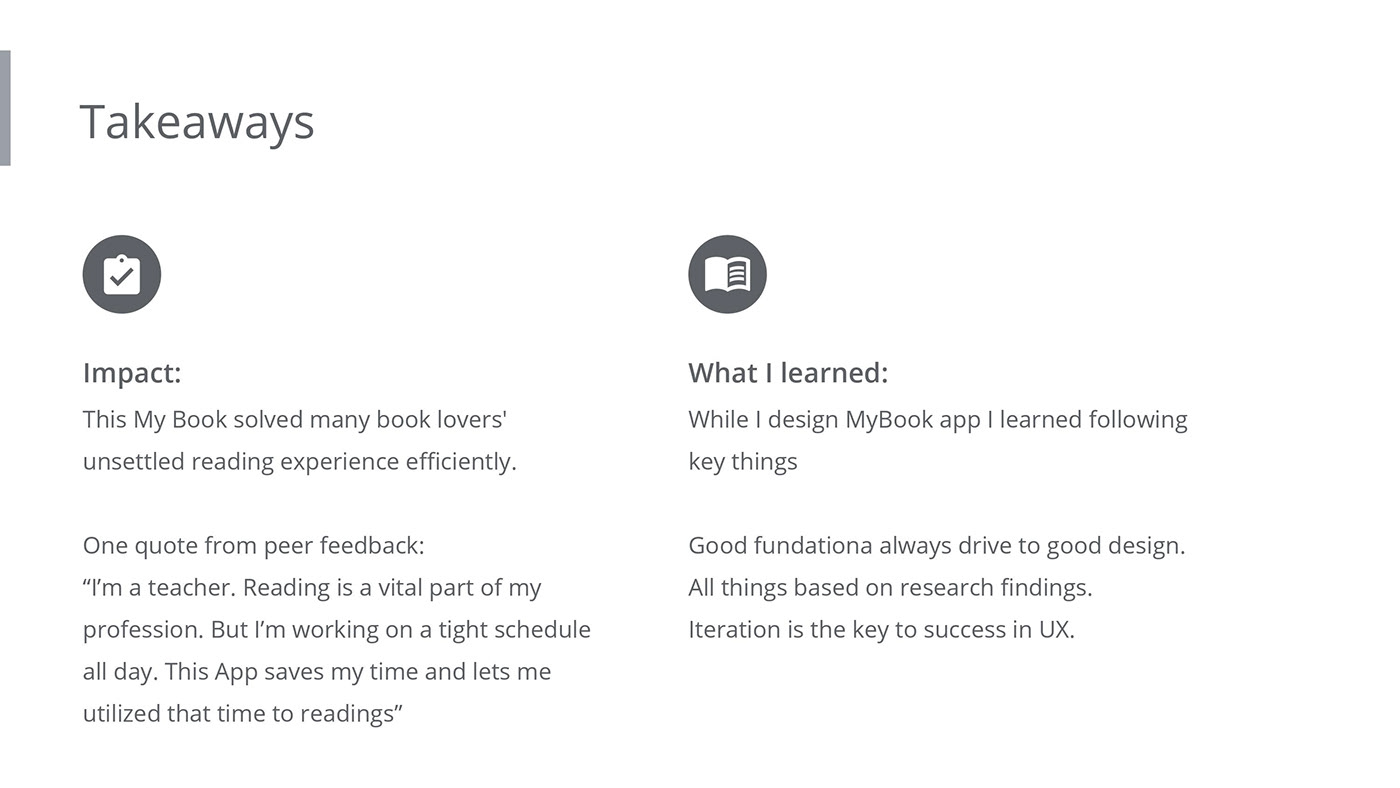 Takeaways
Impact:
This My Book solved many book lovers'
unsettled reading experience efficiently.
One quote from peer feedback:
“I’m a teacher. Reading is a vital part of my
profession. But I’m working on a tight schedule
all day. This App saves my time and lets me
utilized that time to readings”
What I learned:
While I design MyBook app I learned following
key things
Good fundationa always drive to good design.
All things based on research findings.
Iteration is the key to success in UX.